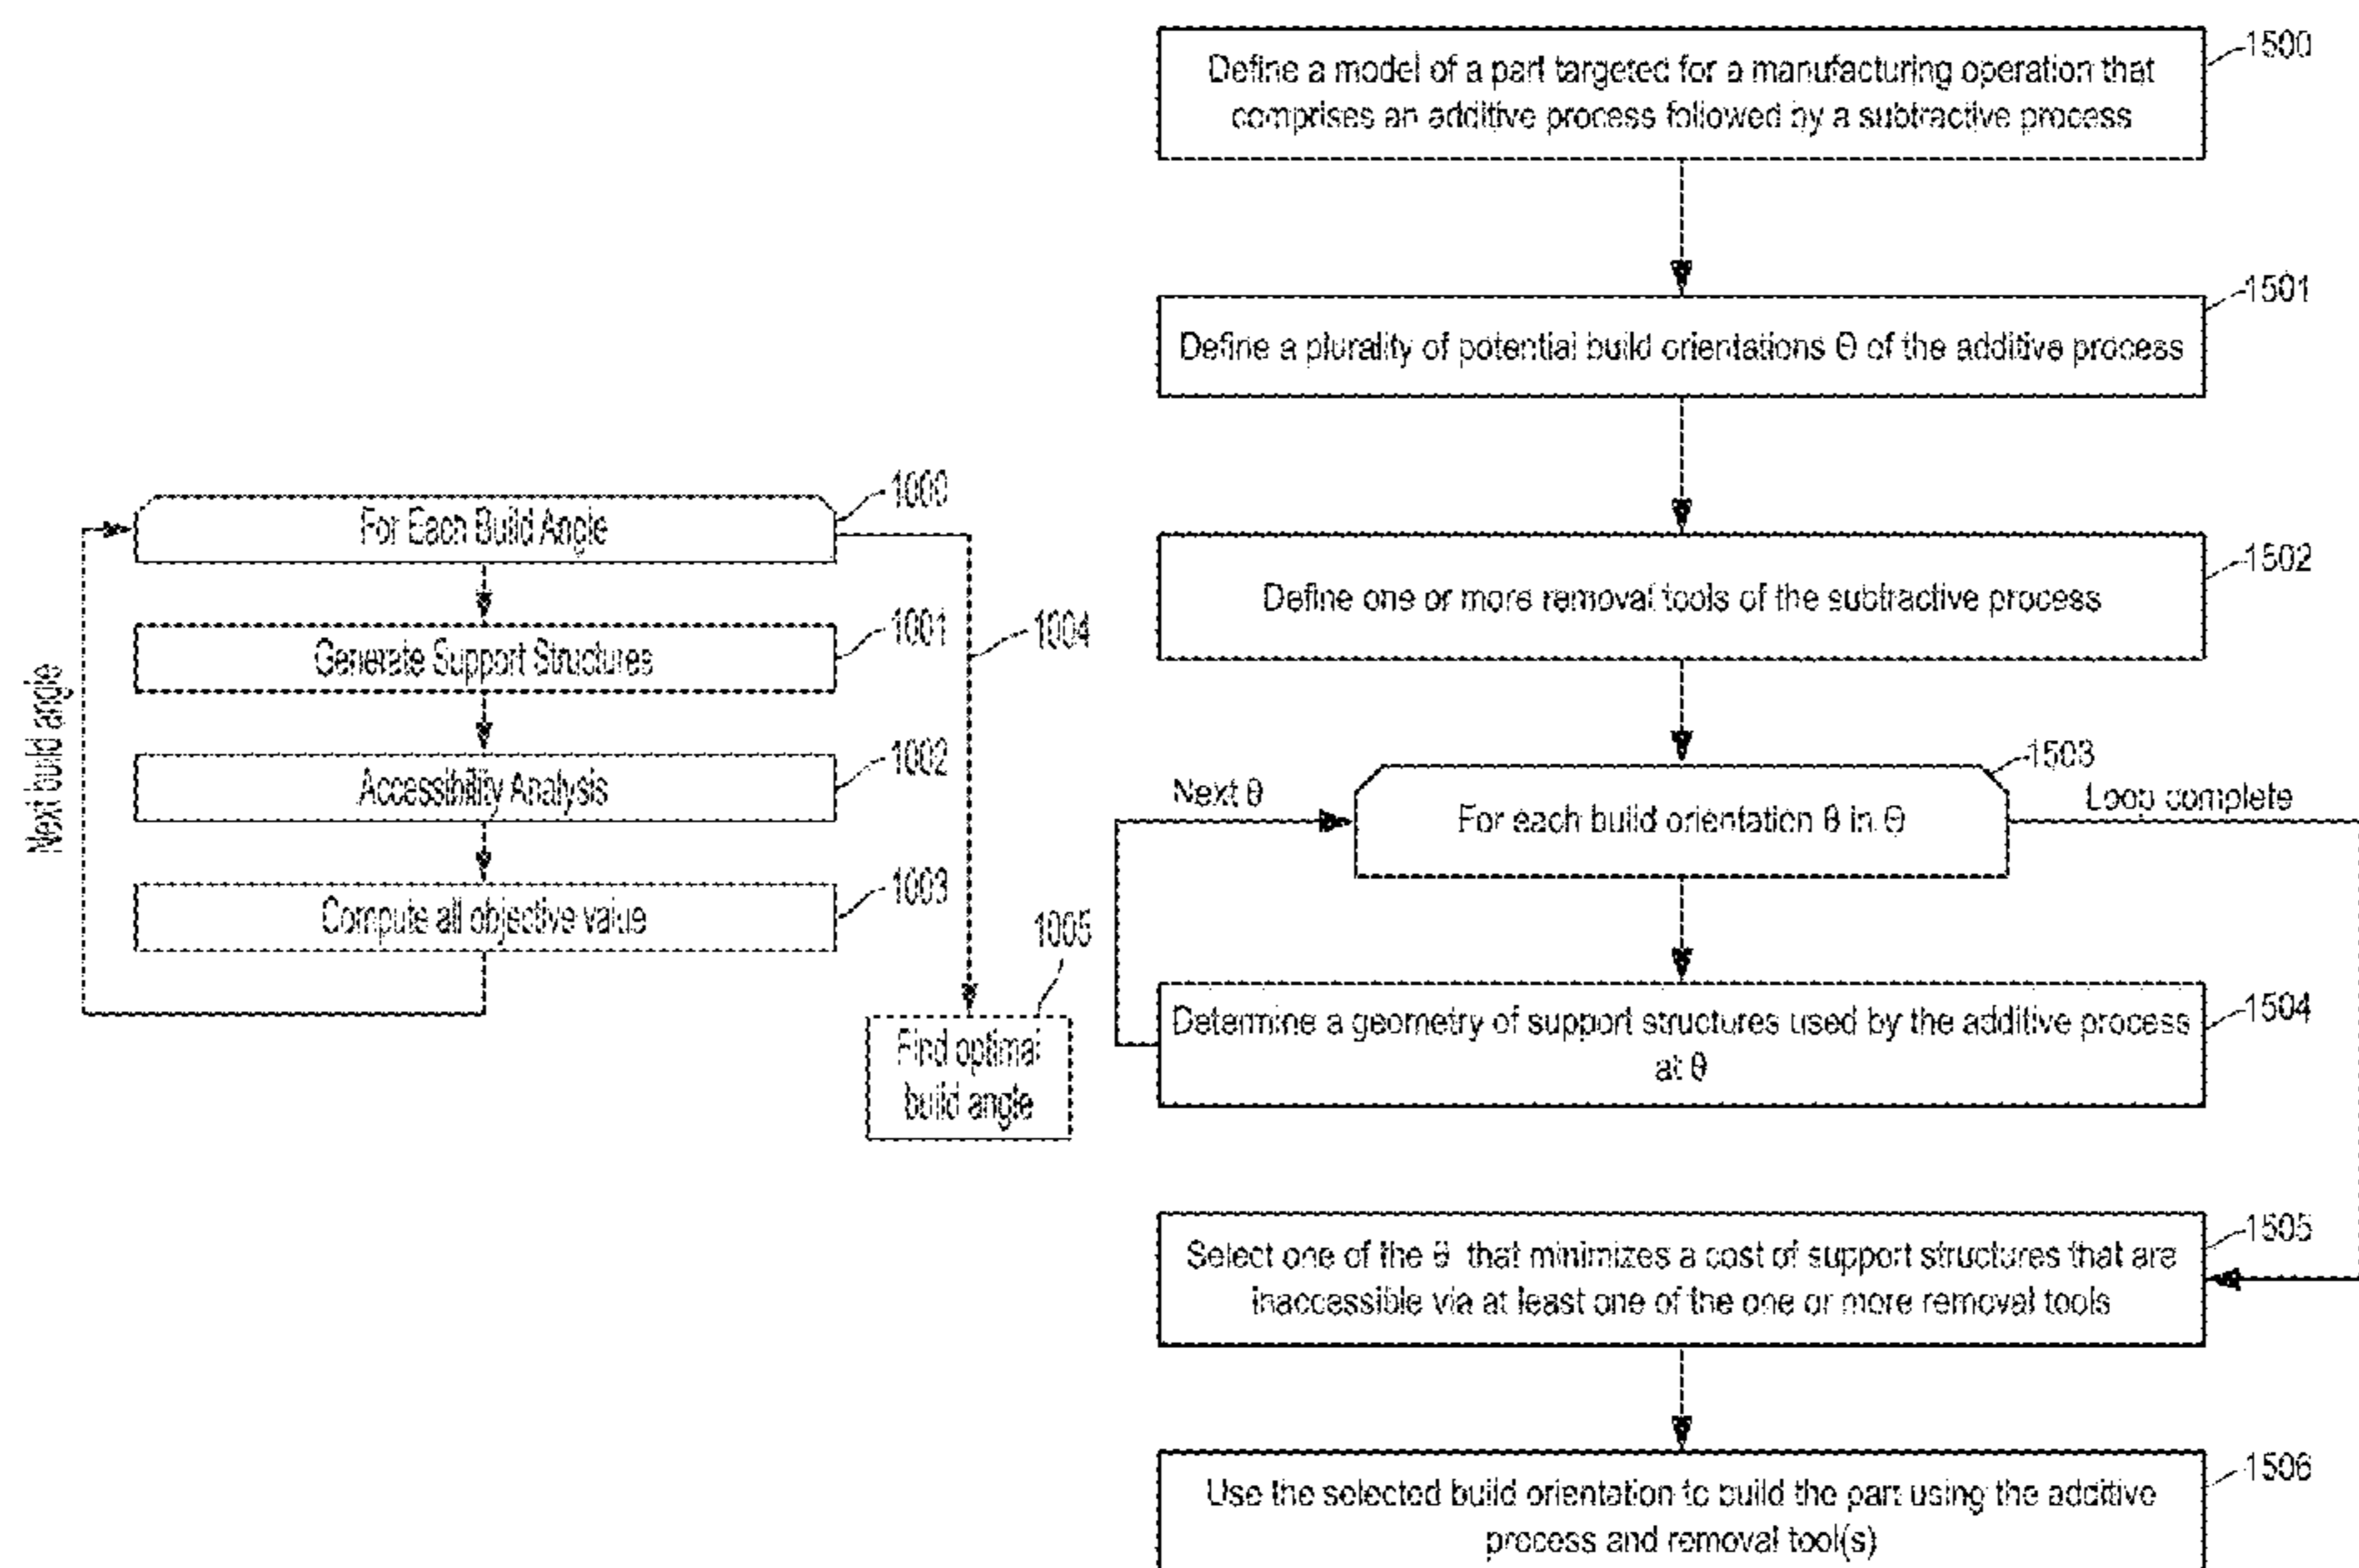 For Each Build Angle
1000
Generate Support Structures
1001
Accessibility Analysis
1002
Compute all objective value
1003
Next build angle
1004
1005
Find optimal
build angle
Define a model of a part targeted for a manufacturing operation that
comprises an additive process followed by a subtractive process
1500
Define a plurality of potential build orientations Θ of the additive process
1501
Define one or more removal tools of the subtractive process
1502
Next θ
For each build orientation θ in Θ
1503
Loop complete
Determine a geometry of support structures used by the additive process
at θ
1504
Select one of the θ that minimizes a cost of support structures that are
inaccessible via at least one of the one or more removal tools
1505
Use the selected build orientation to build the part using the additive
process and removal tool(s)
1506